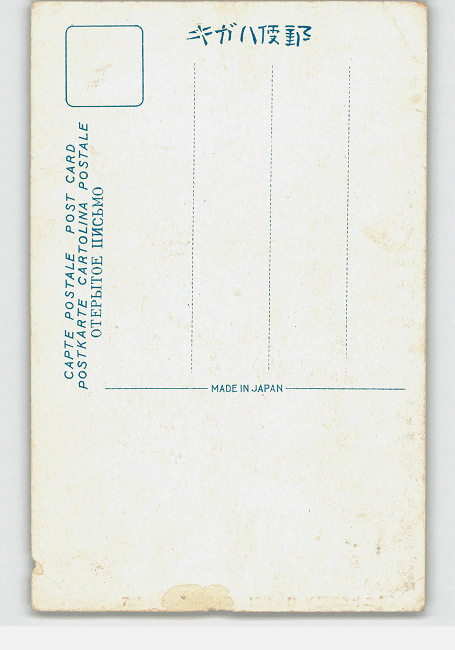 郵便ハガキ
CAPTE POSTALE POST CARD
POSTKARTE CARTOLINA POSTALE
ОТЕРЫТОЕ ПИСЬМО
MADE IN JAPAN